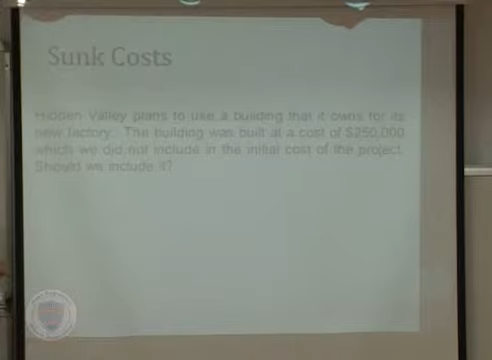 Sunk Costs
Hidden Valley plans to use a building that it owns for its
new factory. The building was built at a cost of $250,000
which we did not include in the initial cost of the project.
Should we include it?